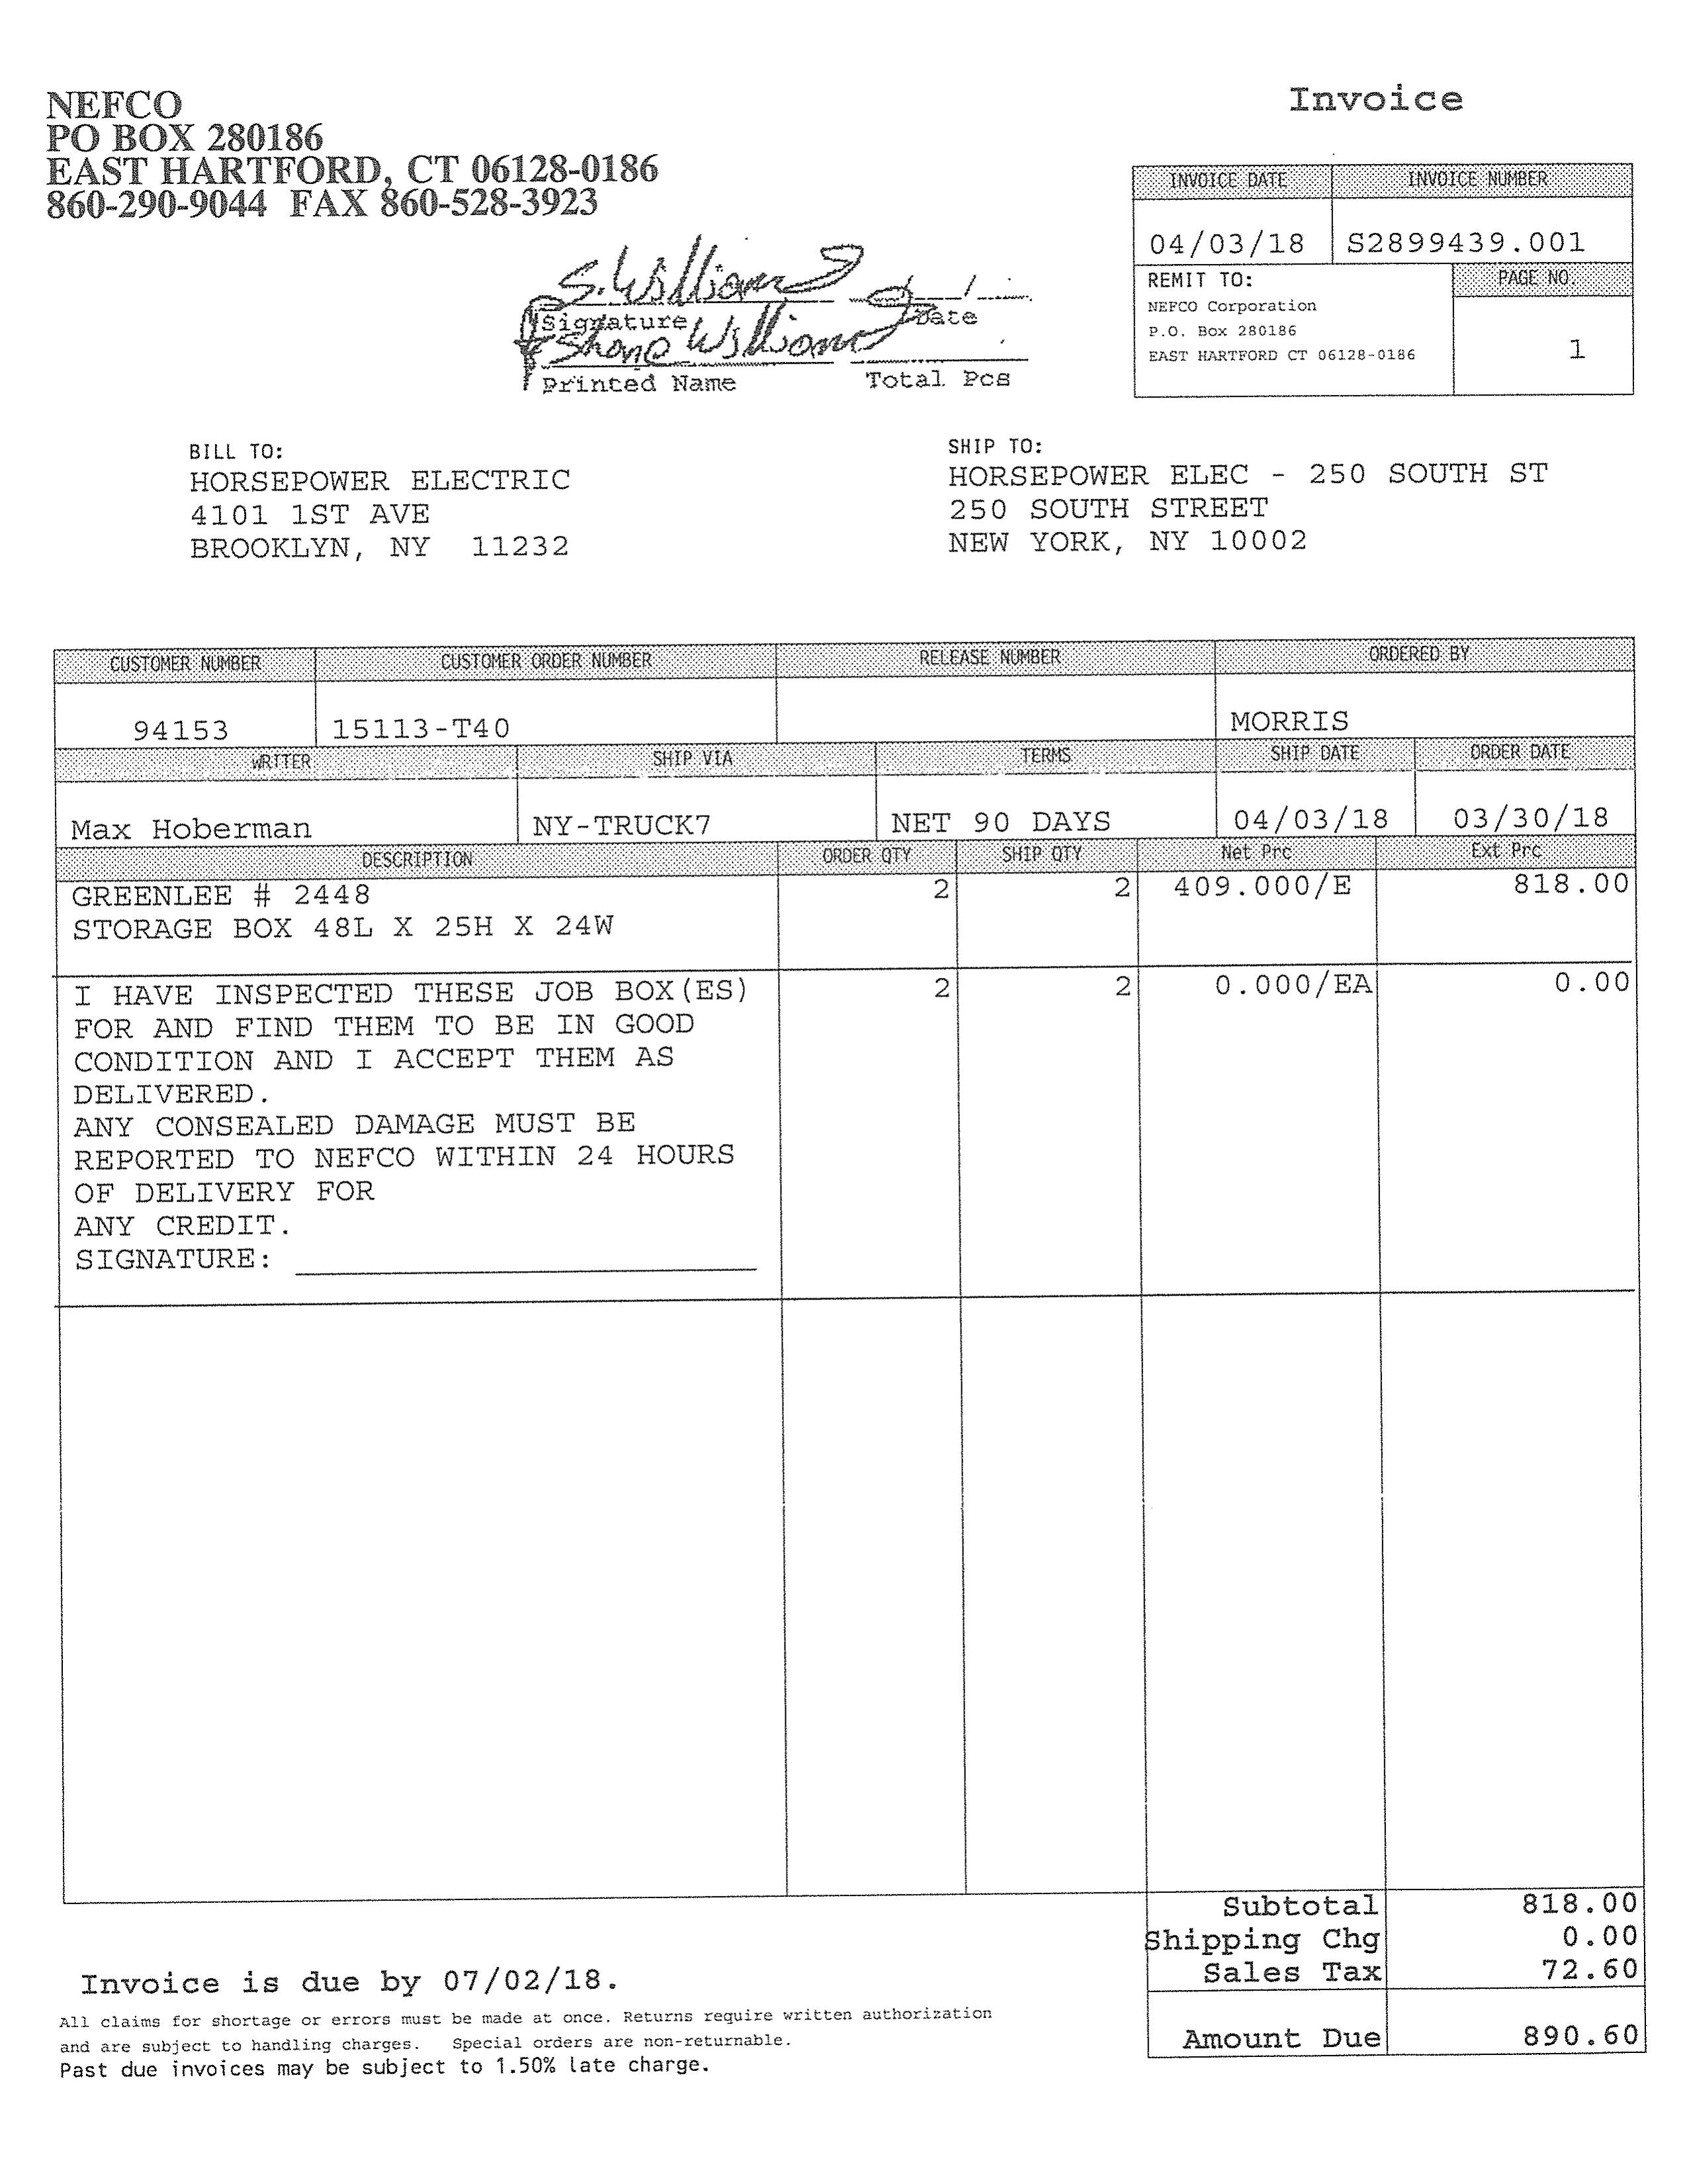 NEFCO
PO BOX 280186
EAST HARTFORD, CT 06128-0186
860-290-9044 FAX 860-528-3923
Invoice
INVOICE DATE INVOICE NUMBER
04/03/18 S2899439.001
REMIT TO: PAGE NO.
NEFCO Corporation
P.O. Box 280186
EAST HARTFORD CT 06128-0186
1
S. Williams
Signature Date
Shane Williams
Printed Name Total Pcs
BILL TO:
HORSEPOWER ELECTRIC
4101 1ST AVE
BROOKLYN, NY 11232
SHIP TO:
HORSEPOWER ELEC - 250 SOUTH ST
250 SOUTH STREET
NEW YORK, NY 10002
CUSTOMER NUMBER CUSTOMER ORDER NUMBER RELEASE NUMBER ORDERED BY
94153 15113-T40 MORRIS
WRITER SHIP VIA TERMS SHIP DATE ORDER DATE
Max Hoberman NY-TRUCK7 NET 90 DAYS 04/03/18 03/30/18
DESCRIPTION ORDER QTY SHIP QTY Net Prc Ext Prc
GREENLEE # 2448 2 2 409.000/E 818.00
STORAGE BOX 48L X 25H X 24W
I HAVE INSPECTED THESE JOB BOX(ES) 2 2 0.000/EA 0.00
FOR AND FIND THEM TO BE IN GOOD
CONDITION AND I ACCEPT THEM AS
DELIVERED.
ANY CONSEALED DAMAGE MUST BE
REPORTED TO NEFCO WITHIN 24 HOURS
OF DELIVERY FOR
ANY CREDIT.
SIGNATURE:
Subtotal 818.00
Shipping Chg 0.00
Sales Tax 72.60
Amount Due 890.60
Invoice is due by 07/02/18.
All claims for shortage or errors must be made at once. Returns require written authorization
and are subject to handling charges. Special orders are non-returnable.
Past due invoices may be subject to 1.50% late charge.